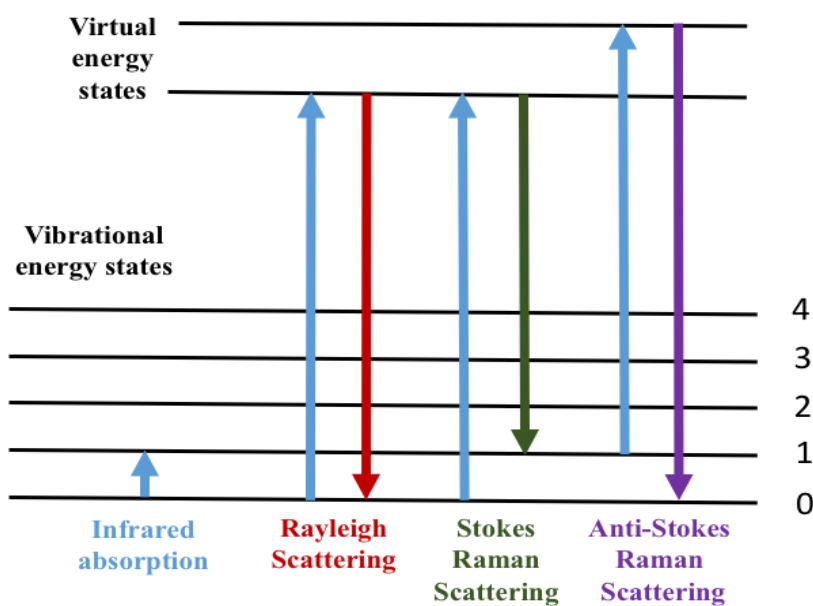 Virtual
energy
states
Vibrational
energy states
4
3
2
1
0
Infrared
absorption
Rayleigh
Scattering
Stokes
Raman
Scattering
Anti-Stokes
Raman
Scattering